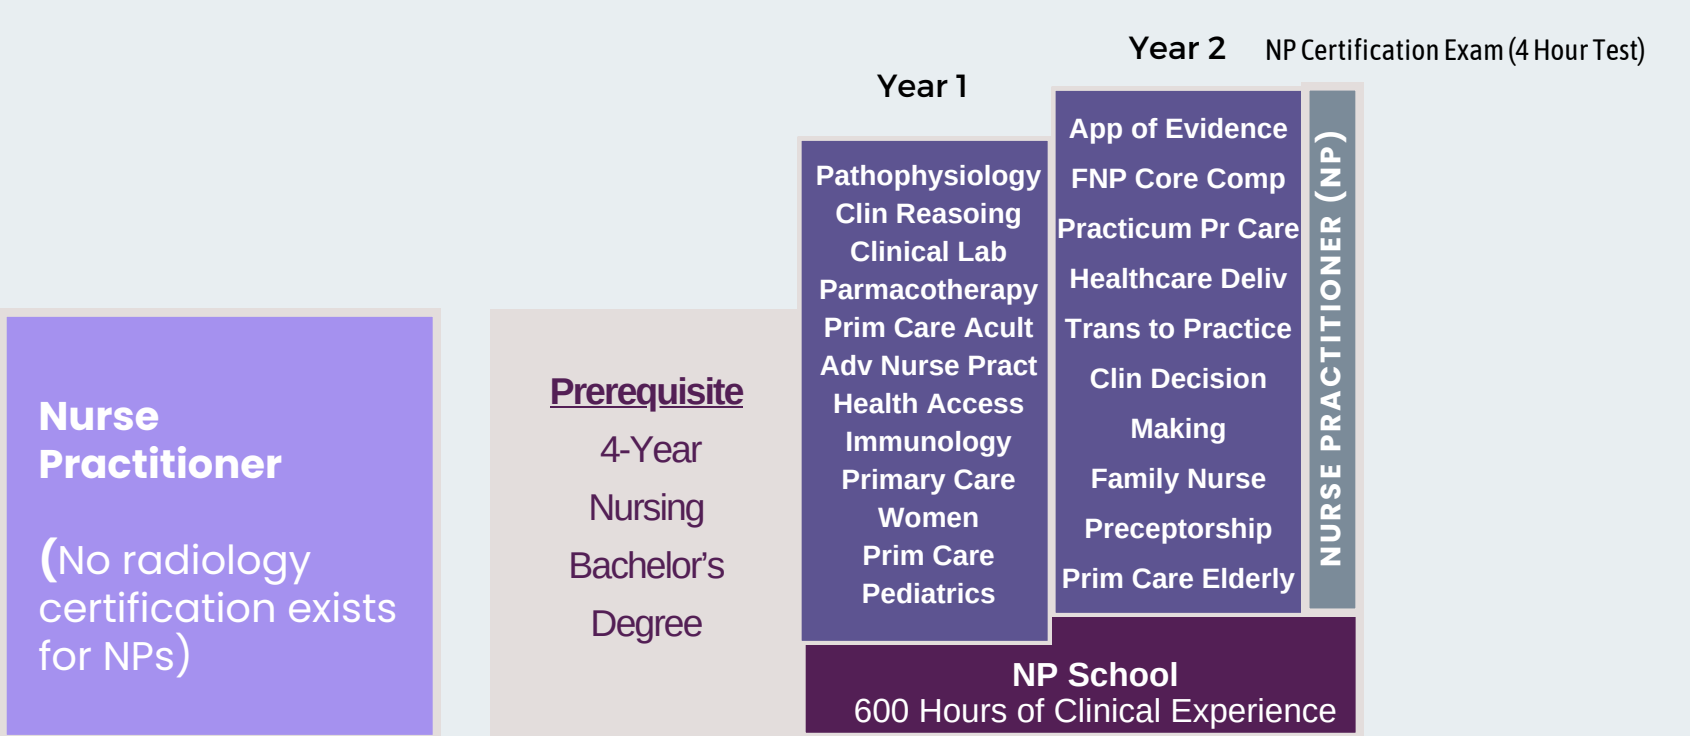 Nurse
Practitioner
(No radiology
certification exists
for NPs)
Prerequisite
4-Year
Nursing
Bachelor’s
Degree
Year 1
Pathophysiology
Clin Reasoing
Clinical Lab
Parmacotherapy
Prim Care Acult
Adv Nurse Pract
Health Access
Immunology
Primary Care
Women
Prim Care
Pediatrics
Year 2
App of Evidence
FNP Core Comp
Practicum Pr Care
Healthcare Deliv
Trans to Practice
Clin Decision
Making
Family Nurse
Preceptorship
Prim Care Elderly
NP Certification Exam (4 Hour Test)
NURSE PRACTITIONER (NP)
NP School
600 Hours of Clinical Experience